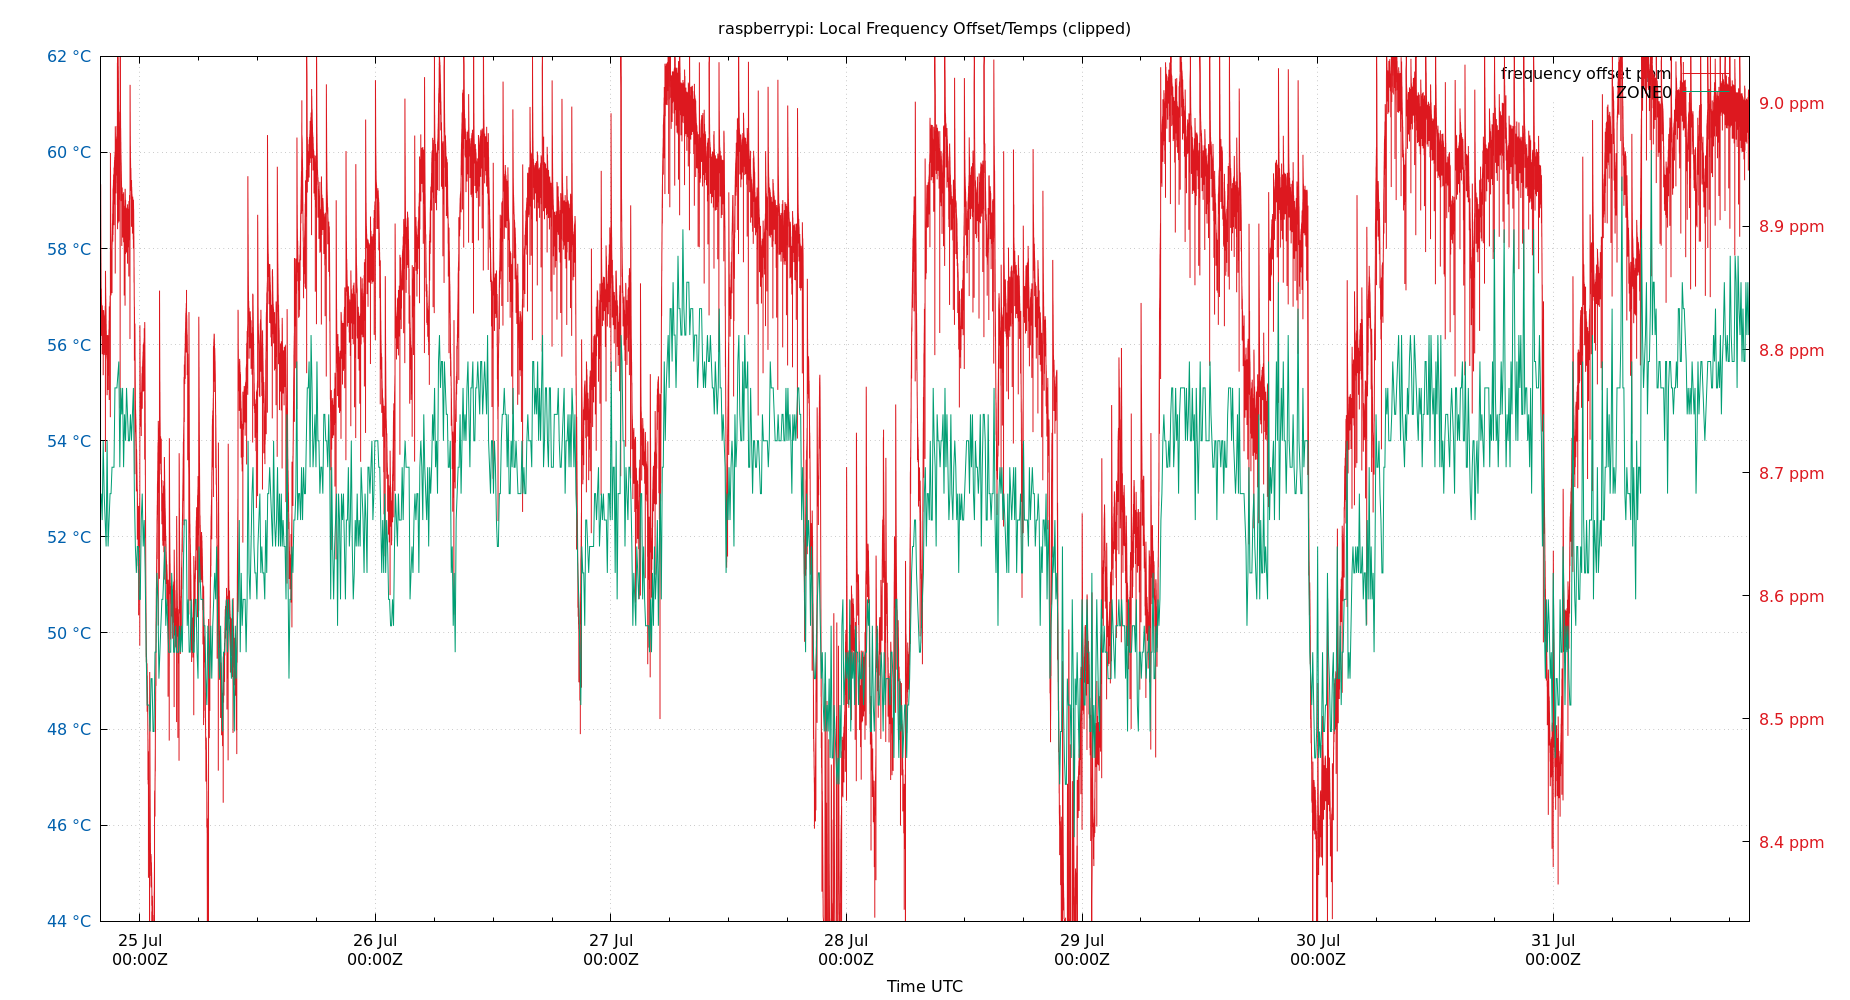 raspberrypi: Local Frequency Offset/Temps (clipped)
62 °C
60 °C
58 °C
56 °C
54 °C
52 °C
50 °C
48 °C
46 °C
44 °C
frequency offset ppm
ZONE0
9.0 ppm
8.9 ppm
8.8 ppm
8.7 ppm
8.6 ppm
8.5 ppm
8.4 ppm
25 Jul
00:00Z
26 Jul
00:00Z
27 Jul
00:00Z
28 Jul
00:00Z
29 Jul
00:00Z
30 Jul
00:00Z
31 Jul
00:00Z
Time UTC